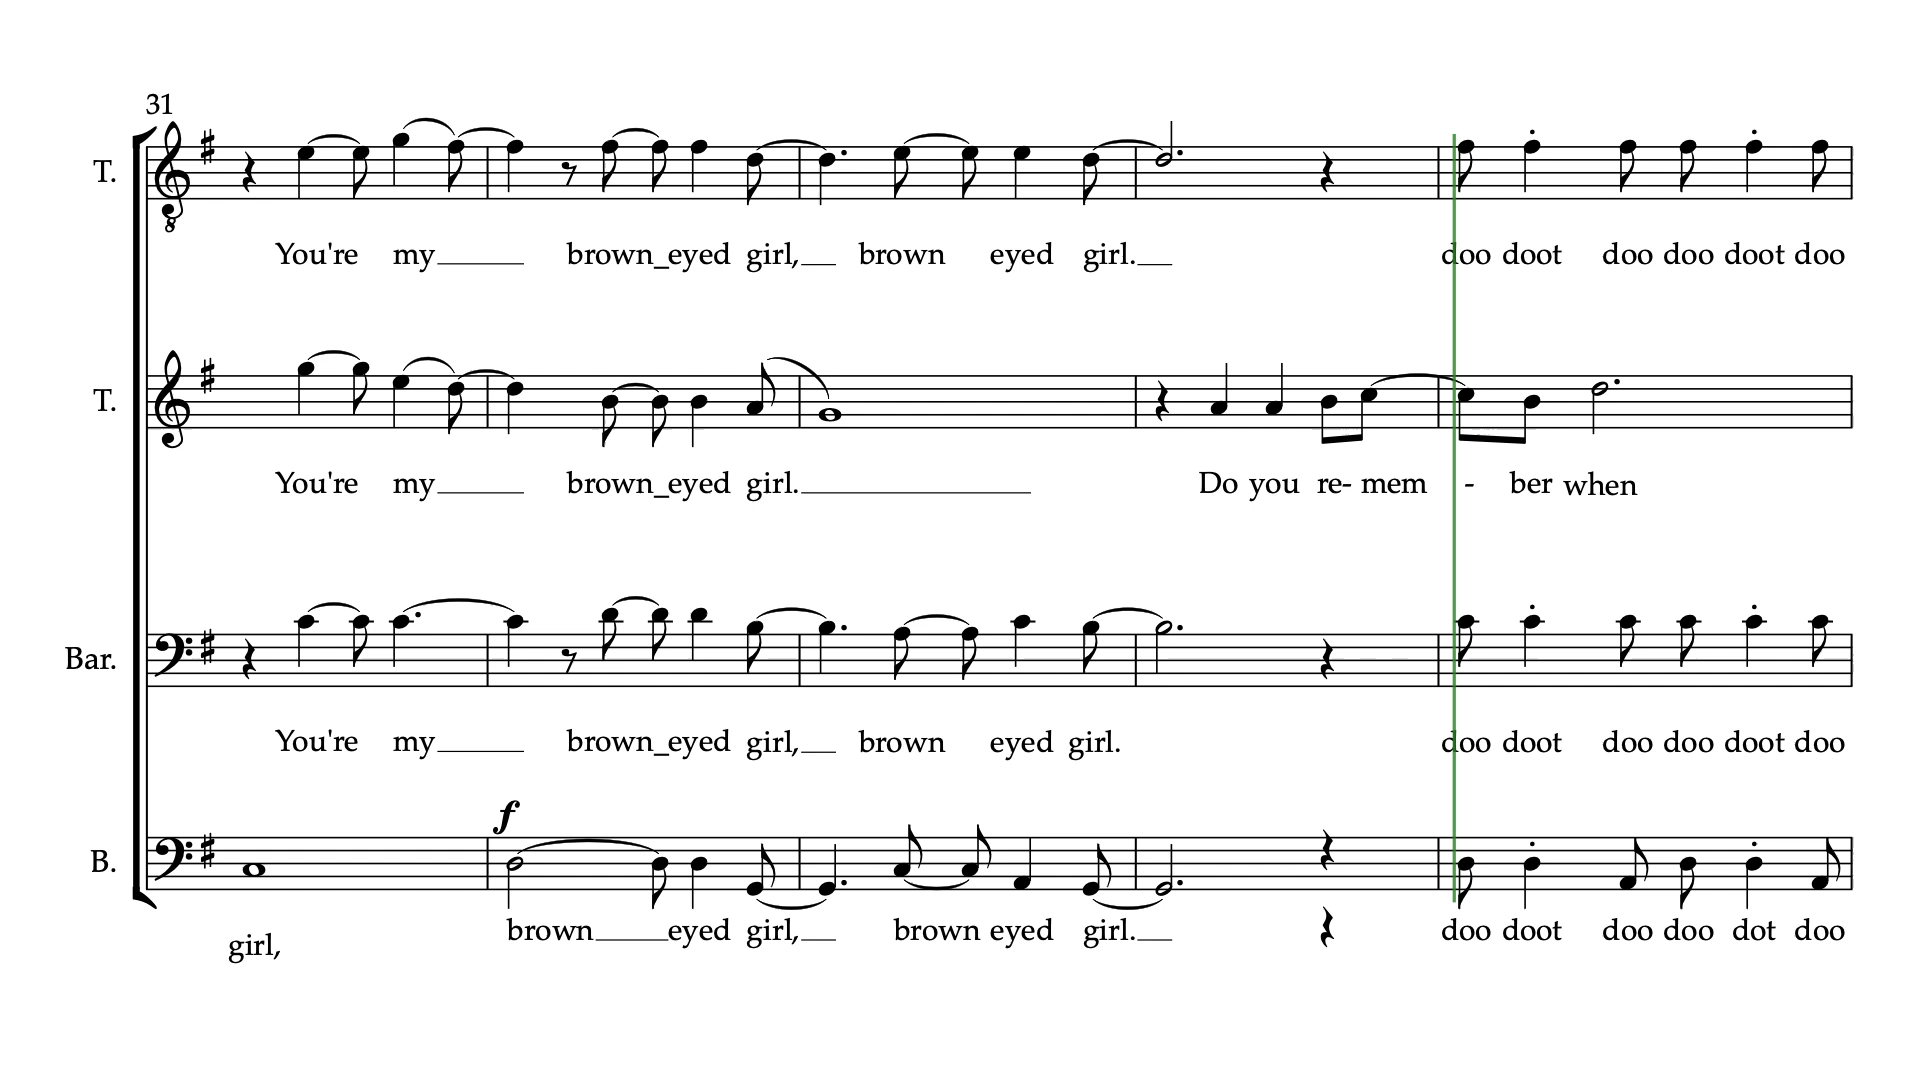 31
T.
You're my brown_eyed girl, brown eyed girl. doo doot doo doo doot doo
T.
You're my brown_eyed girl. Do you re- mem - ber when
Bar.
You're my brown_eyed girl, brown eyed girl. doo doot doo doo doot doo
f
B.
girl, brown eyed girl, brown eyed girl. doo doot doo doo dot doo